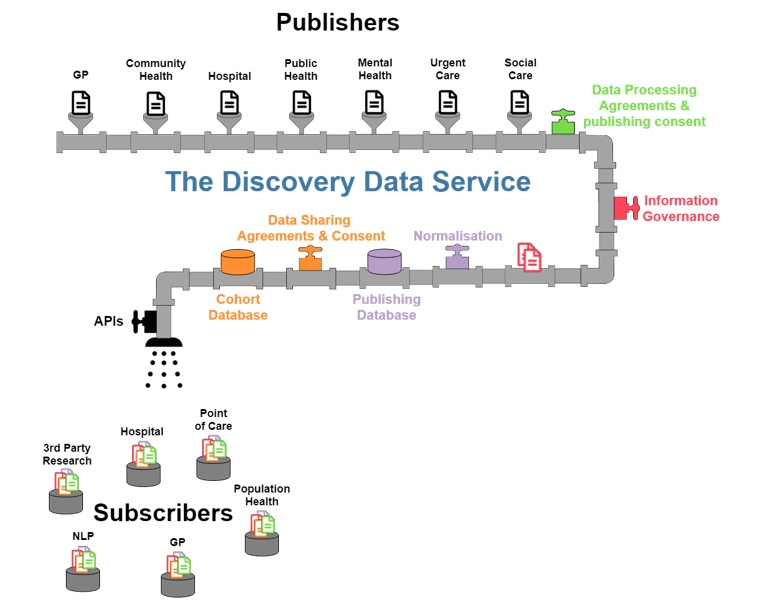 Publishers
GP
Community
Health
Hospital
Public
Health
Mental
Health
Urgent
Care
Social
Care
Data Processing
Agreements &
publishing consent
The Discovery Data Service
Information
Governance
Data Sharing
Agreements & Consent
Normalisation
Cohort
Database
Publishing
Database
APIs
Point
of Care
Hospital
3rd Party
Research
Population
Health
Subscribers
NLP
GP